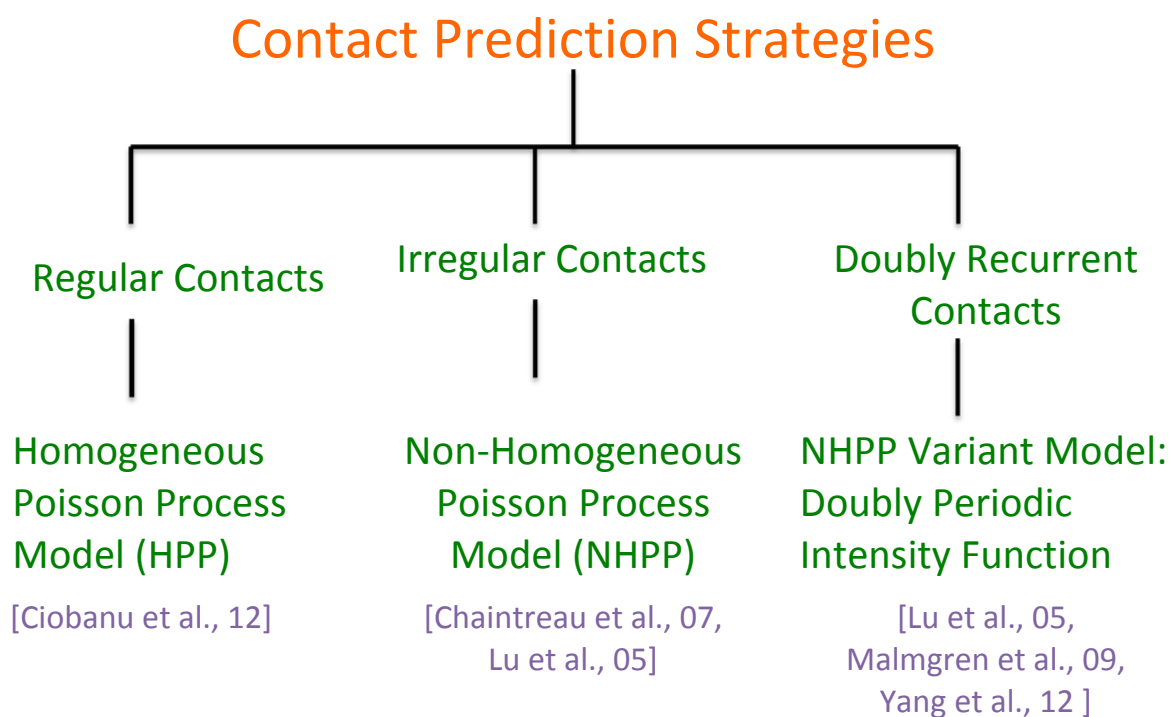 Contact Prediction Strategies
Regular Contacts
Irregular Contacts
Doubly Recurrent
Contacts
Homogeneous
Poisson Process
Model (HPP)
[Ciobanu et al., 12]
Non-Homogeneous
Poisson Process
Model (NHPP)
[Chaintreau et al., 07,
Lu et al., 05]
NHPP Variant Model:
Doubly Periodic
Intensity Function
[Lu et al., 05,
Malmgren et al., 09,
Yang et al., 12 ]